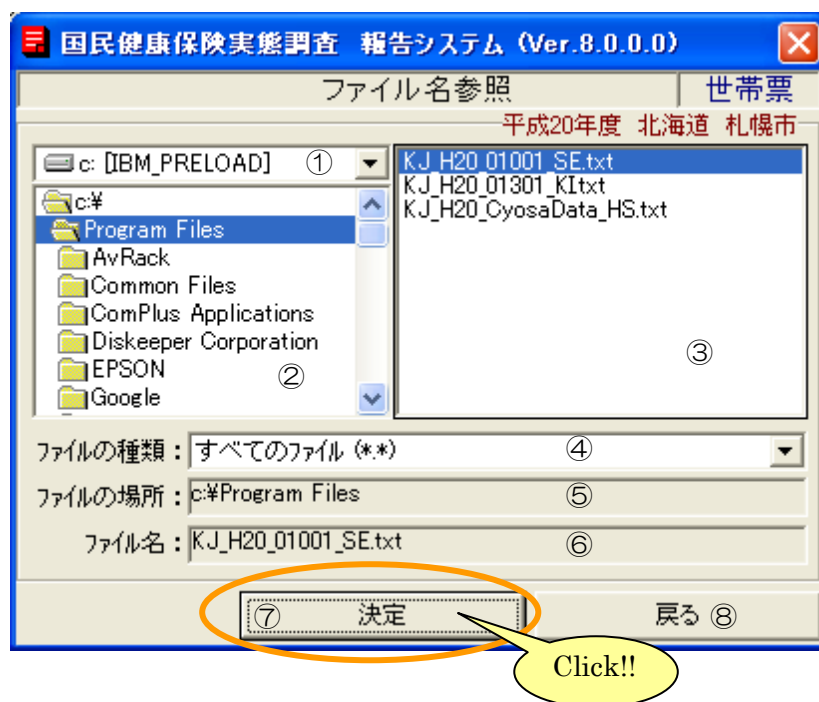 国民健康保険実態調査 報告システム (Ver.8.0.0.0)
ファイル名参照
世帯票
平成20年度 北海道 札幌市
c: [IBM_PRELOAD] ①
c:¥
Program Files
AvRack
Common Files
ComPlus Applications
Diskeeper Corporation
EPSON
Google
②
KJ_H20_01001_SE.txt
KJ_H20_01301_KItxt
KJ_H20_CyosaData_HS.txt
③
ファイルの種類：すべてのファイル (*.*) ④
ファイルの場所：c:¥Program Files ⑤
ファイル名：KJ_H20_01001_SE.txt ⑥
⑦ 決定
戻る ⑧
Click!!